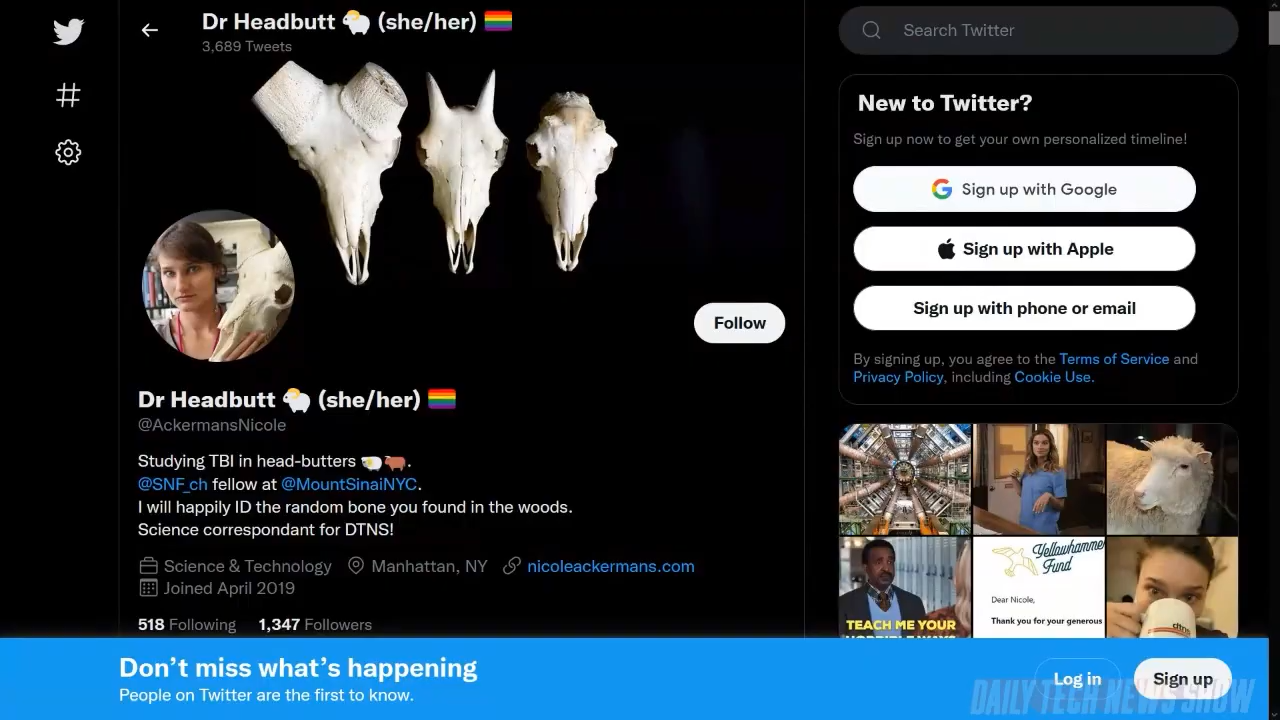 Dr Headbutt 🐏 (she/her) 🏳️‍🌈
3,689 Tweets
Follow
Dr Headbutt 🐏 (she/her) 🏳️‍🌈
@AckermansNicole
Studying TBI in head-butters 🐑🐂.
@SNF_ch fellow at @MountSinaiNYC.
I will happily ID the random bone you found in the woods.
Science correspondant for DTNS!
Science & Technology Manhattan, NY nicoleackermans.com
Joined April 2019
518 Following 1,347 Followers
Search Twitter
New to Twitter?
Sign up now to get your own personalized timeline!
Sign up with Google
Sign up with Apple
Sign up with phone or email
By signing up, you agree to the Terms of Service and
Privacy Policy, including Cookie Use.
TEACH ME YOUR
HORRIBLE WAYS
Yellowhammer
Fund
Dear Nicole,
Thank you for your generous
dtns
Don’t miss what’s happening
People on Twitter are the first to know.
Log in
Sign up
DAILY TECH NEWS SHOW